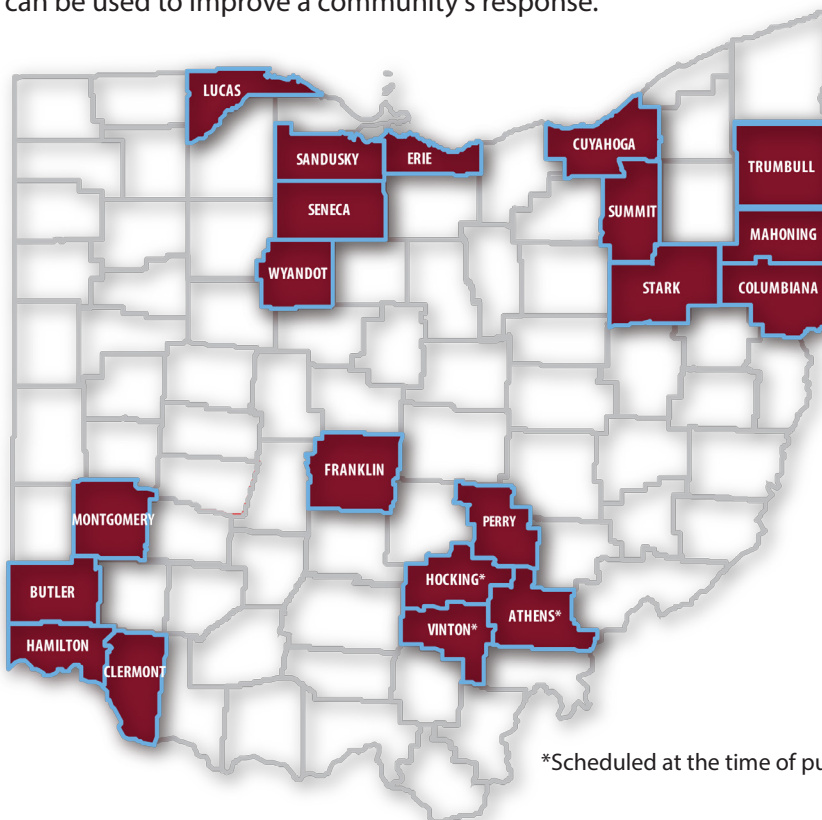 can be used to improve a community's response.
LUCAS
SANDUSKY
ERIE
CUYAHOGA
TRUMBULL
SENECA
SUMMIT
MAHONING
WYANDOT
STARK
COLUMBIANA
FRANKLIN
MONTGOMERY
PERRY
HOCKING*
BUTLER
ATHENS*
VINTON*
HAMILTON
CLERMONT
*Scheduled at the time of pu